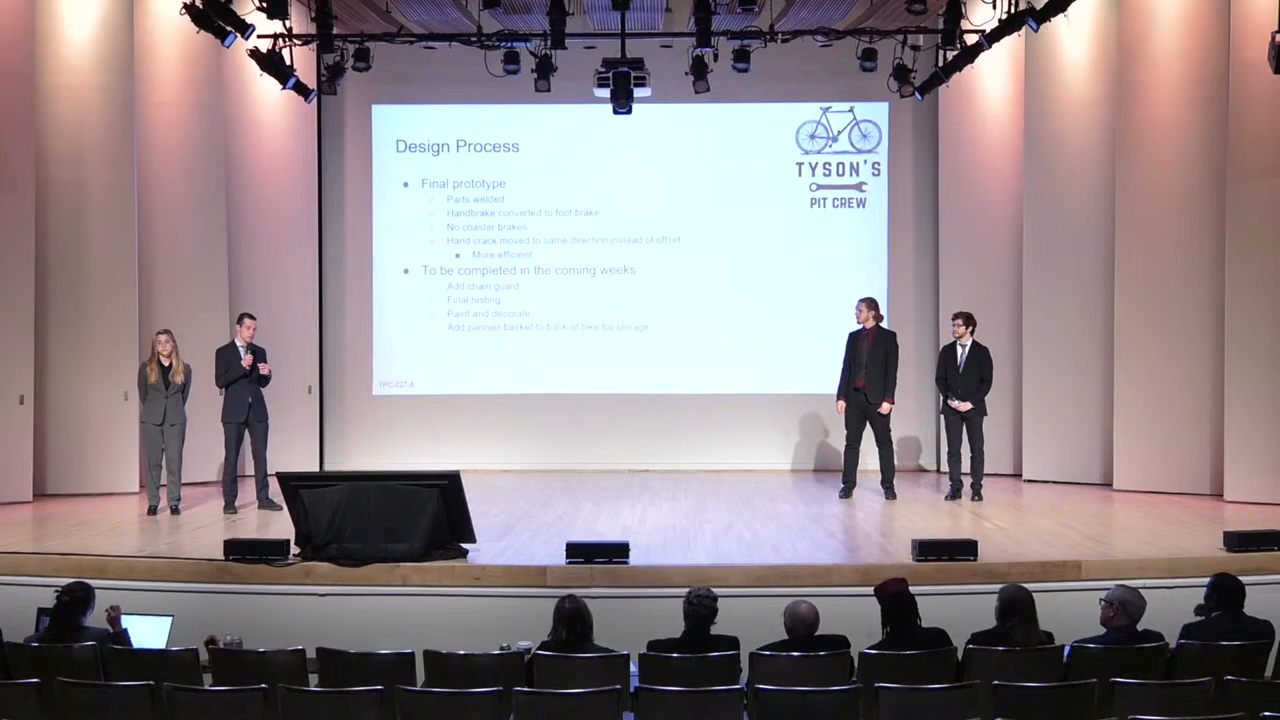 Design Process
TYSON'S
PIT CREW
● Final prototype
○ Parts welded
○ Handbrake converted to foot brake
○ No coaster brakes
○ Hand crack moved to same direction instead of offset
■ More efficient
● To be completed in the coming weeks
○ Add chain guard
○ Final testing
○ Paint and decorate
○ Add pannier basket to back of bike for storage
TPC-027-A